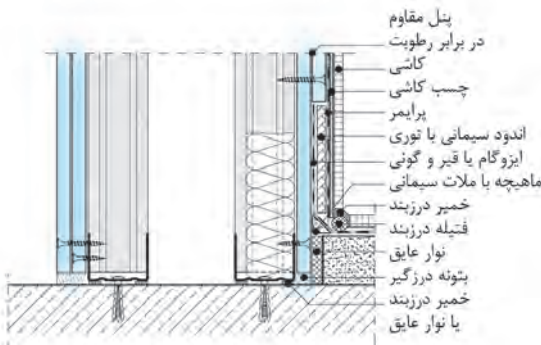 پنل مقاوم
در برابر رطوبت
کاشی
چسب کاشی
پرایمر
اندود سیمانی با توری
ایزوگام یا قیر و گونی
ماهیچه با ملات سیمانی
خمیر درزبند
فتیله درزبند
نوار عایق
بتونه درزگیر
خمیر درزبند
یا نوار عایق